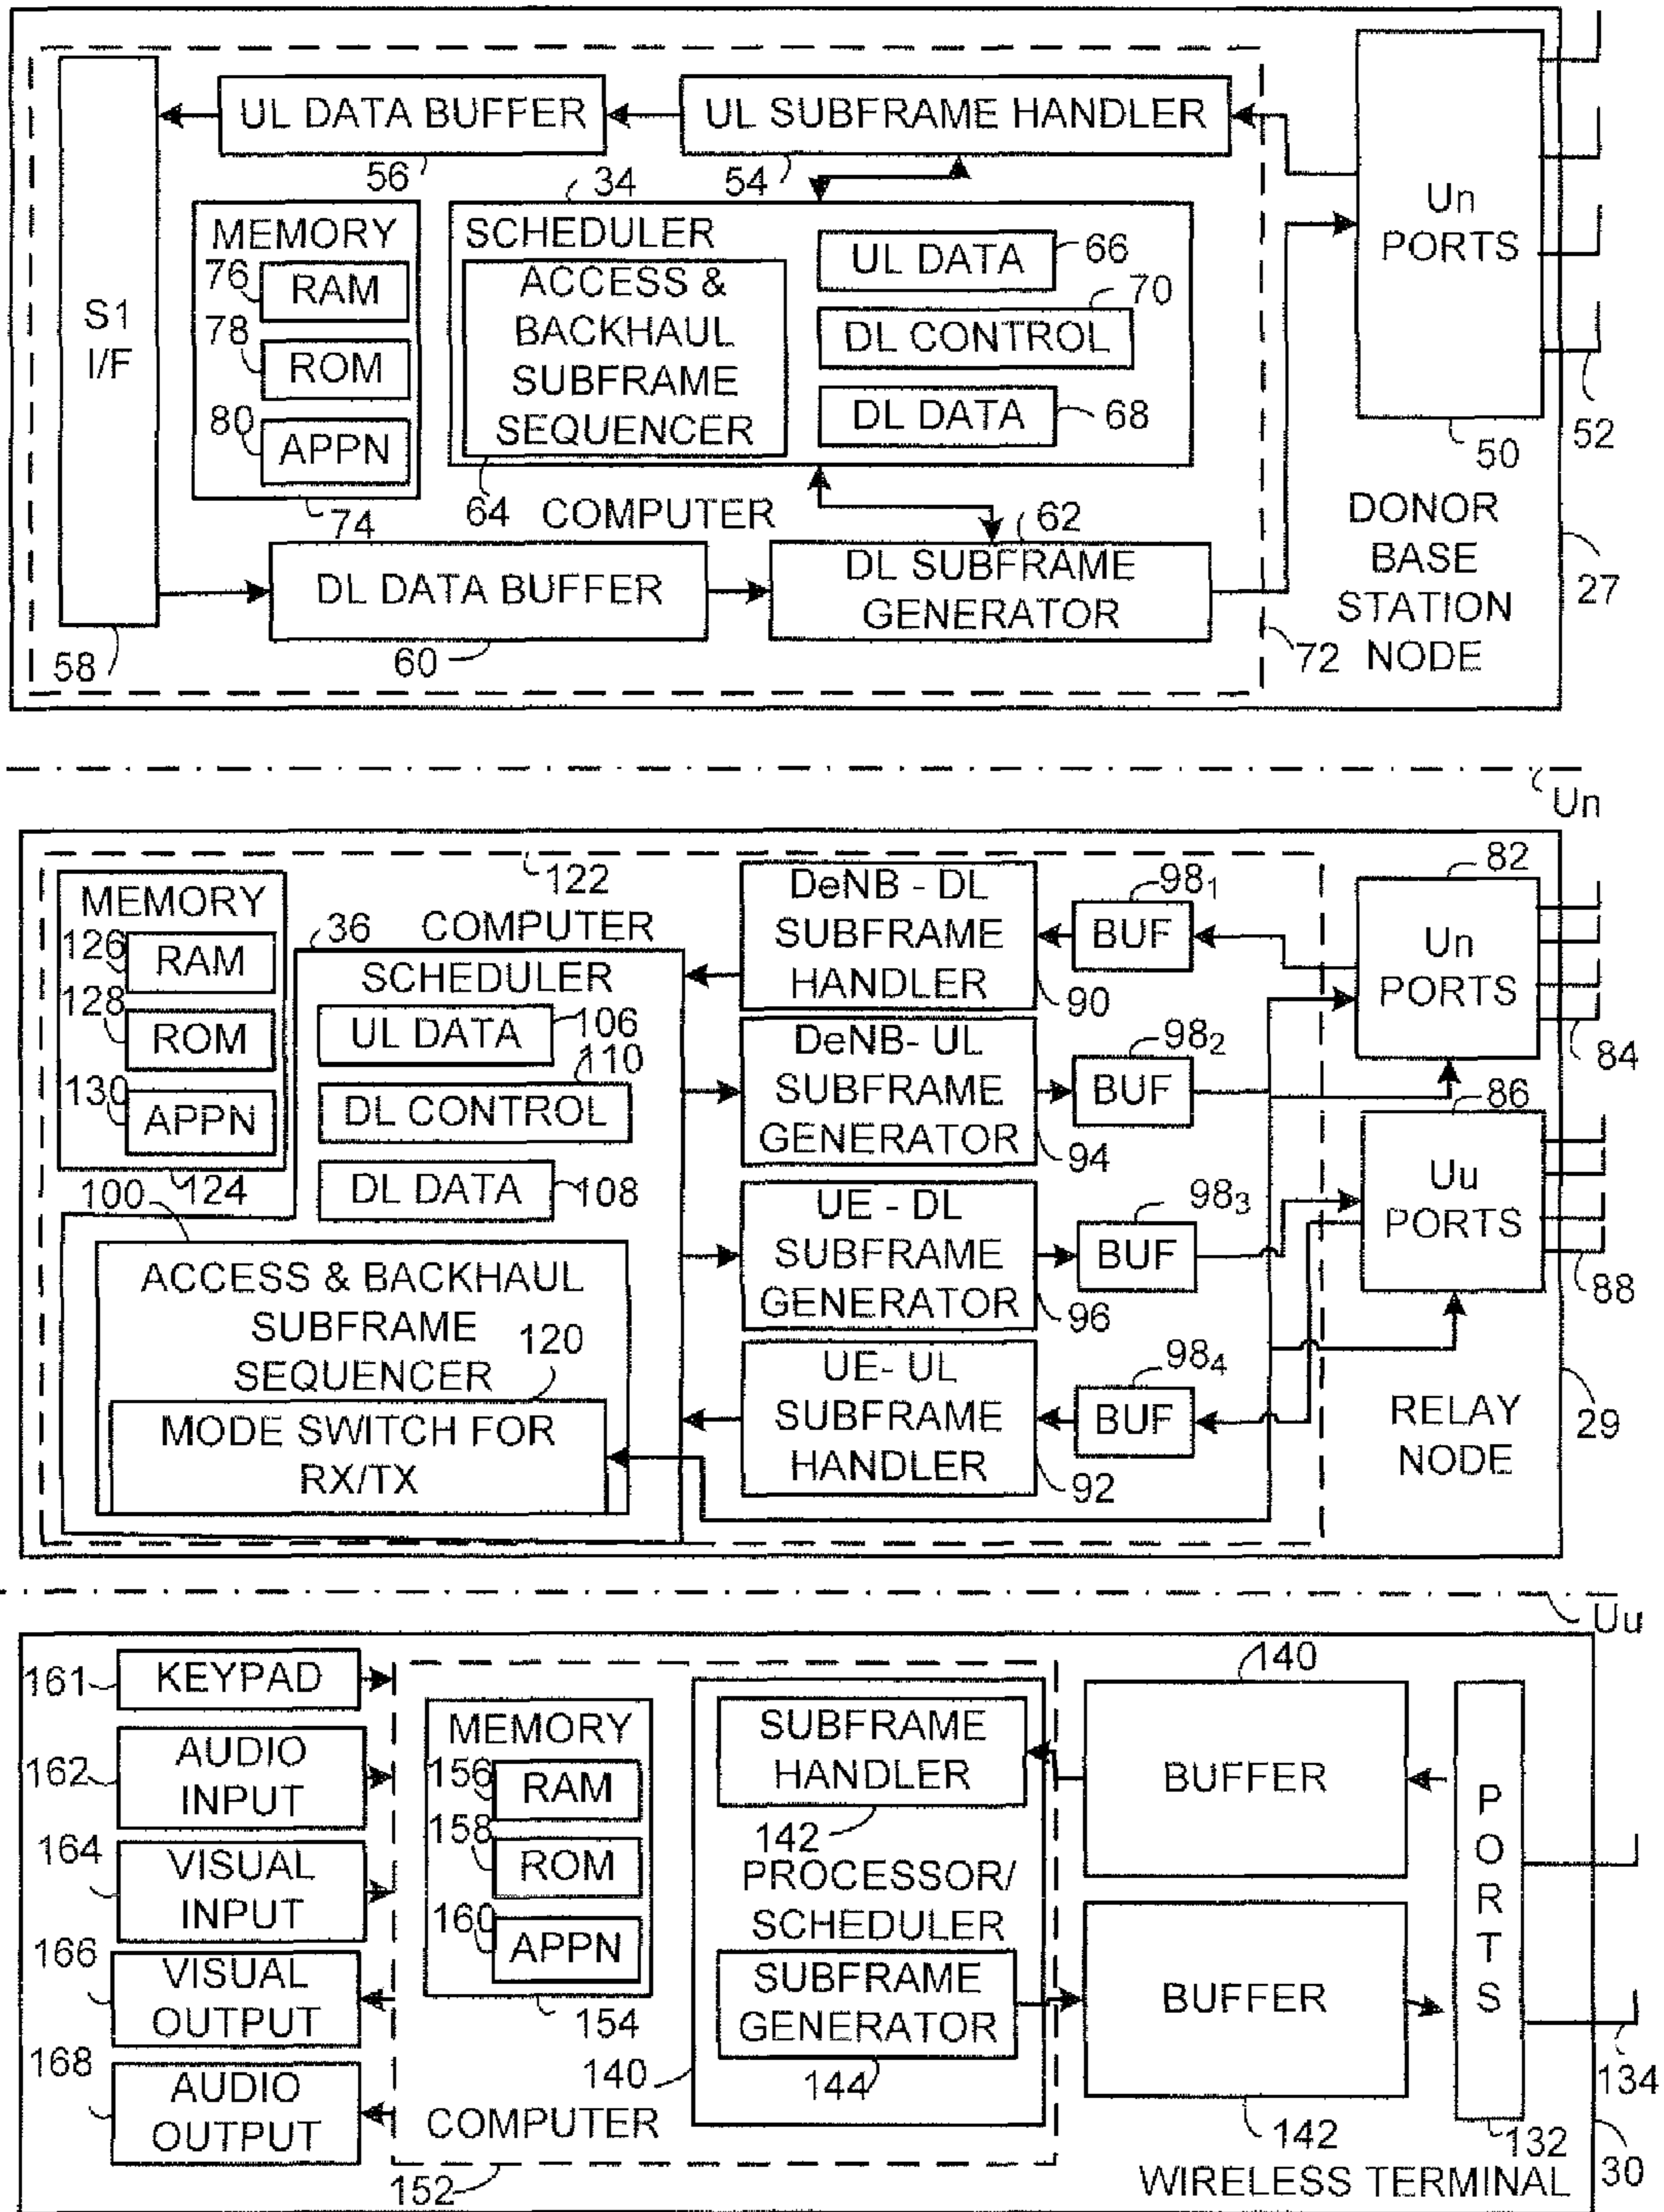 UL DATA BUFFER
UL SUBFRAME HANDLER
56
54
34
S1
I/F
MEMORY
76
RAM
78
ROM
80
APPN
74
SCHEDULER
ACCESS &
BACKHAUL
SUBFRAME
SEQUENCER
64
UL DATA
66
70
DL CONTROL
DL DATA
68
COMPUTER
62
DL DATA BUFFER
60
DL SUBFRAME
GENERATOR
58
72
Un
PORTS
50
52
DONOR
BASE
STATION
NODE
27
Un
122
MEMORY
126
RAM
128
ROM
130
APPN
124
COMPUTER
36
SCHEDULER
UL DATA
106
110
DL CONTROL
DL DATA
108
100
ACCESS & BACKHAUL
SUBFRAME
SEQUENCER
120
MODE SWITCH FOR
RX/TX
DeNB - DL
SUBFRAME
HANDLER
90
98₁
BUF
DeNB- UL
SUBFRAME
GENERATOR
94
98₂
BUF
UE - DL
SUBFRAME
GENERATOR
96
98₃
BUF
UE- UL
SUBFRAME
HANDLER
92
98₄
BUF
82
Un
PORTS
84
86
Uu
PORTS
88
RELAY
NODE
29
Uu
161
KEYPAD
162
AUDIO
INPUT
164
VISUAL
INPUT
166
VISUAL
OUTPUT
168
AUDIO
OUTPUT
MEMORY
156
RAM
158
ROM
160
APPN
154
COMPUTER
152
SUBFRAME
HANDLER
142
PROCESSOR/
SCHEDULER
SUBFRAME
GENERATOR
144
140
140
BUFFER
BUFFER
142
PORTS
132
134
WIRELESS TERMINAL
30